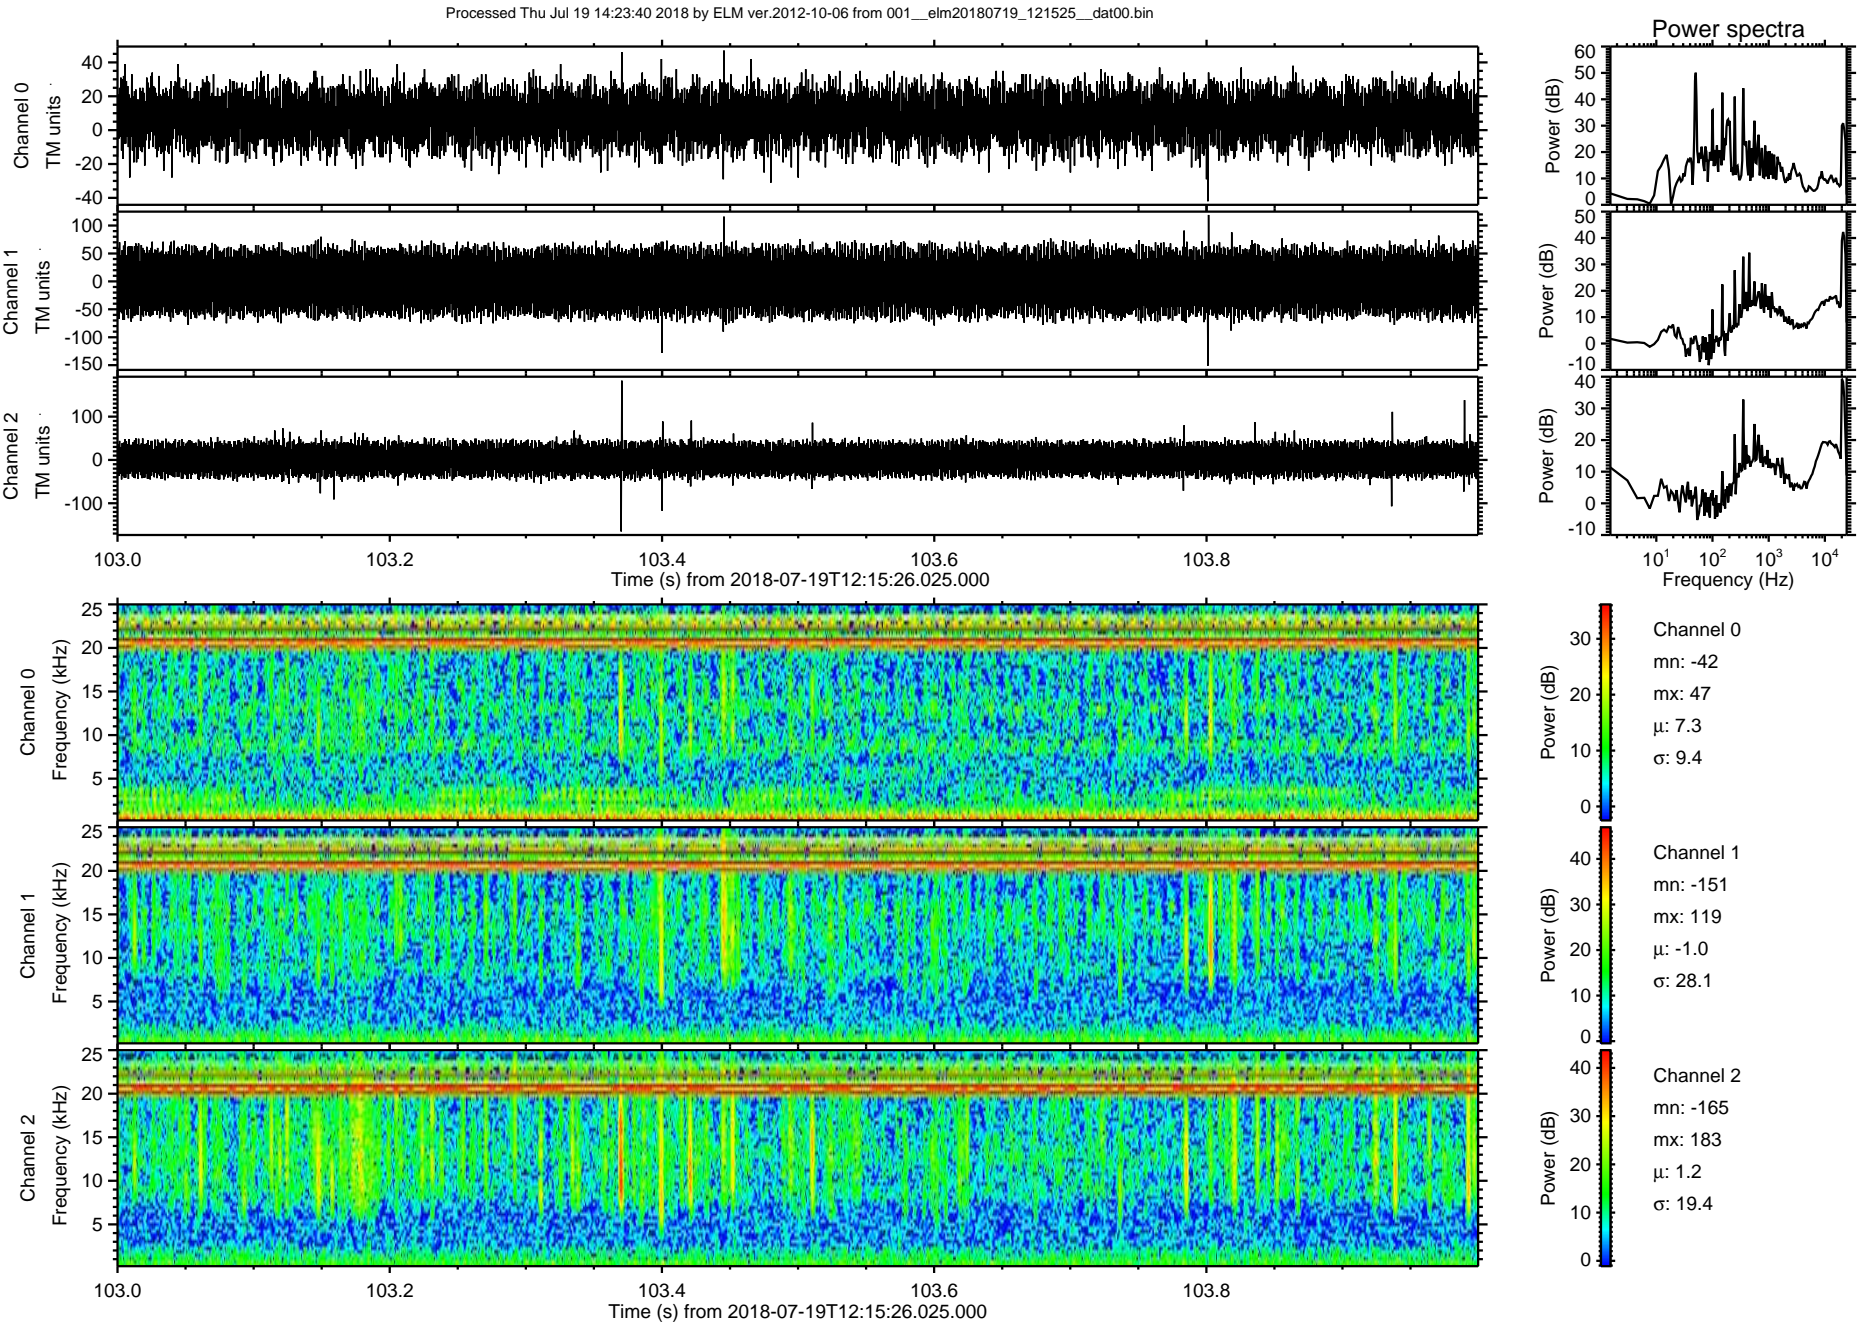 Processed Thu Jul 19 14:23:40 2018 by ELM ver.2012-10-06 from 001__elm20180719_121525__dat00.bin
Power spectra
Channel 0
TM units
40
20
0
-20
-40
Power (dB)
60
50
40
30
20
10
0
Channel 1
TM units
100
50
0
-50
-100
-150
Power (dB)
50
40
30
20
10
0
-10
Channel 2
TM units
100
0
-100
Power (dB)
40
30
20
10
0
-10
103.0 103.2 103.4 103.6 103.8
Time (s) from 2018-07-19T12:15:26.025.000
10^1 10^2 10^3 10^4
Frequency (Hz)
Channel 0
Frequency (kHz)
25
20
15
10
5
Power (dB)
30
20
10
0
Channel 0
mn: -42
mx: 47
μ: 7.3
σ: 9.4
Channel 1
Frequency (kHz)
25
20
15
10
5
Power (dB)
40
30
20
10
0
Channel 1
mn: -151
mx: 119
μ: -1.0
σ: 28.1
Channel 2
Frequency (kHz)
25
20
15
10
5
Power (dB)
40
30
20
10
0
Channel 2
mn: -165
mx: 183
μ: 1.2
σ: 19.4
103.0 103.2 103.4 103.6 103.8
Time (s) from 2018-07-19T12:15:26.025.000